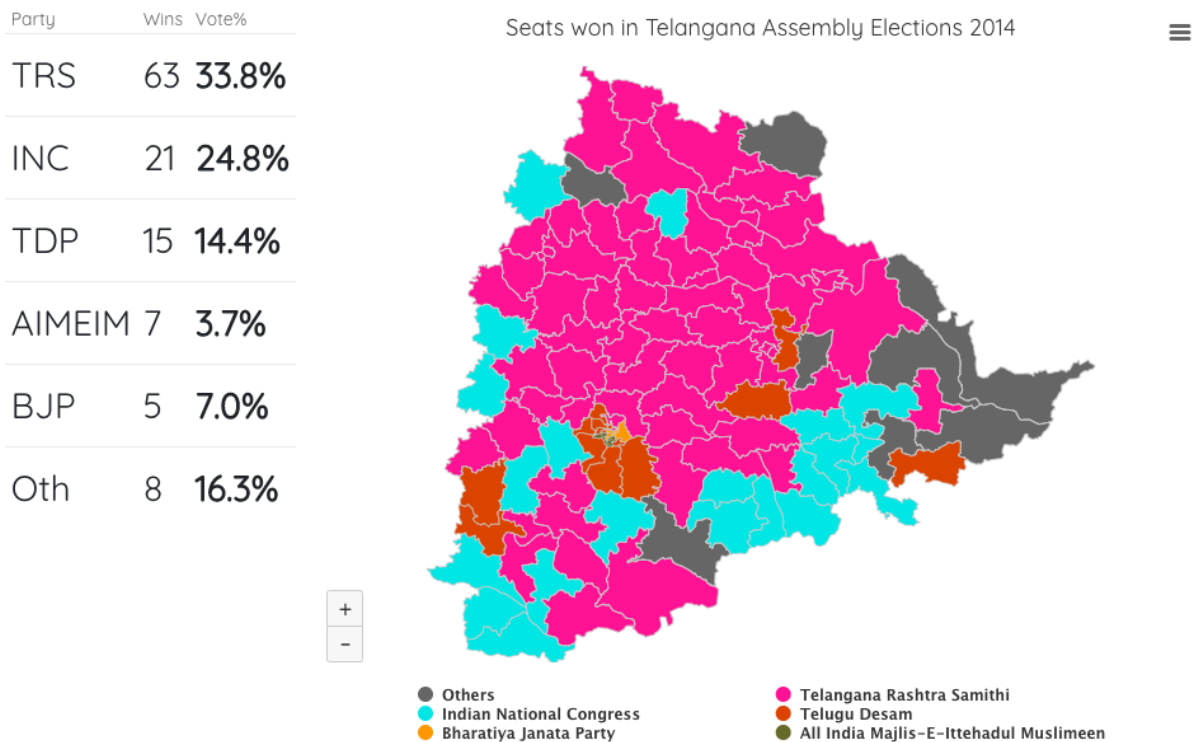 Party Wins Vote%
TRS 63 33.8%
INC 21 24.8%
TDP 15 14.4%
AIMEIM 7 3.7%
BJP 5 7.0%
Oth 8 16.3%
Seats won in Telangana Assembly Elections 2014
+
-
Others
Indian National Congress
Bharatiya Janata Party
Telangana Rashtra Samithi
Telugu Desam
All India Majlis-E-Ittehadul Muslimeen